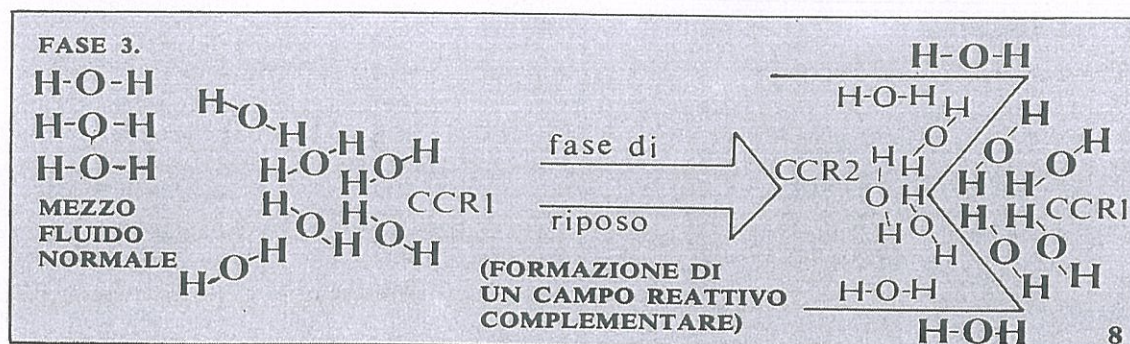 FASE 3.
H-O-H
H-O-H
H-O-H
MEZZO
FLUIDO
NORMALE
H-O-H
H-O-H
H-O-H
H-O-H
H-O-H
H-O-H
CCR1
fase di
riposo
(FORMAZIONE DI
UN CAMPO REATTIVO
COMPLEMENTARE)
H-O-H
H-O-H
H-O-H
H-O-H
H-O-H
CCR2
H-O-H
H-O-H
H-O-H
H-O-H
CCR1
H-O-H
H-OH
8